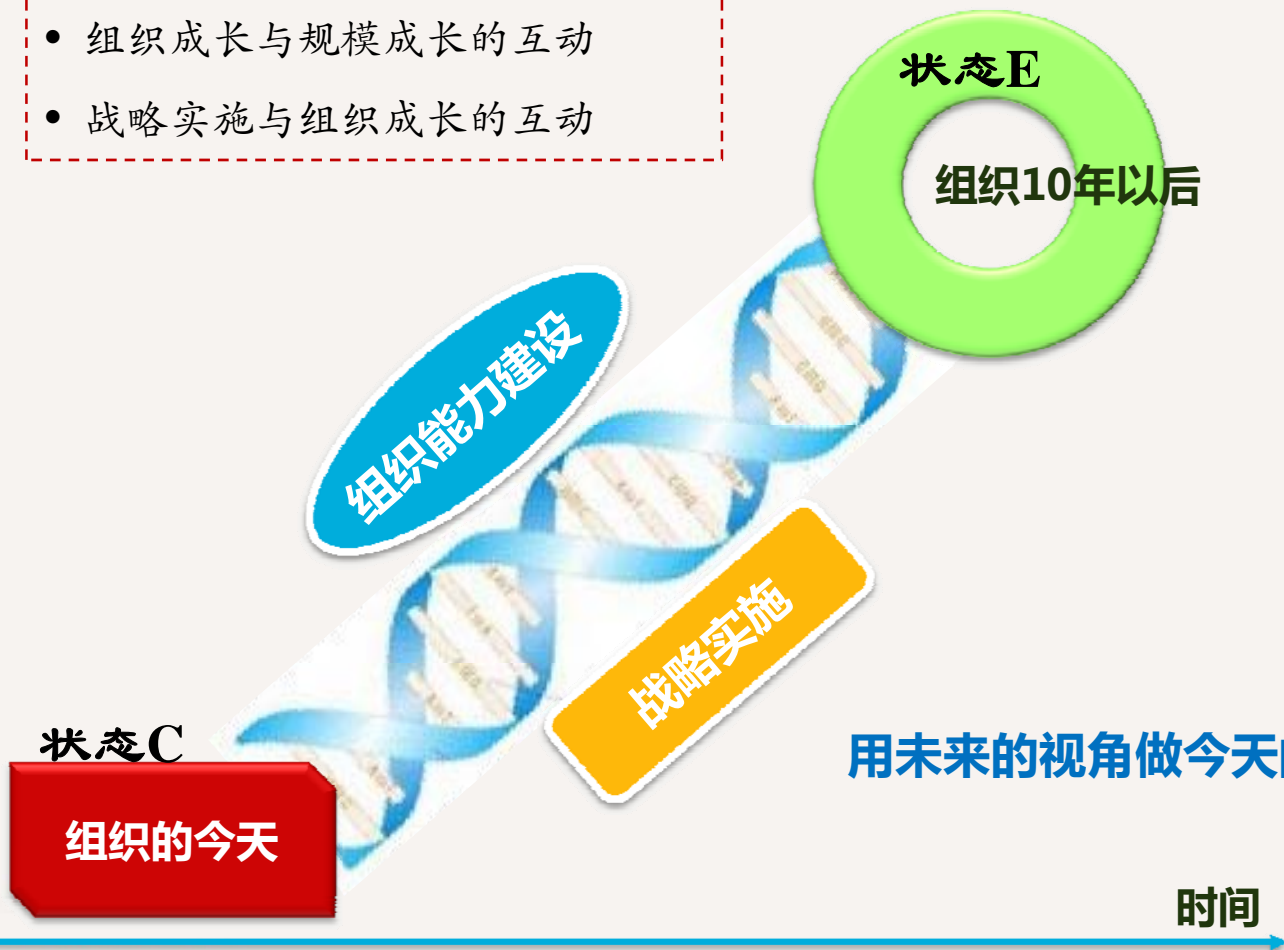 • 组织成长与规模成长的互动
• 战略实施与组织成长的互动
状态E
组织10年以后
组织能力建设
战略实施
状态C
组织的今天
用未来的视角做今天
时间